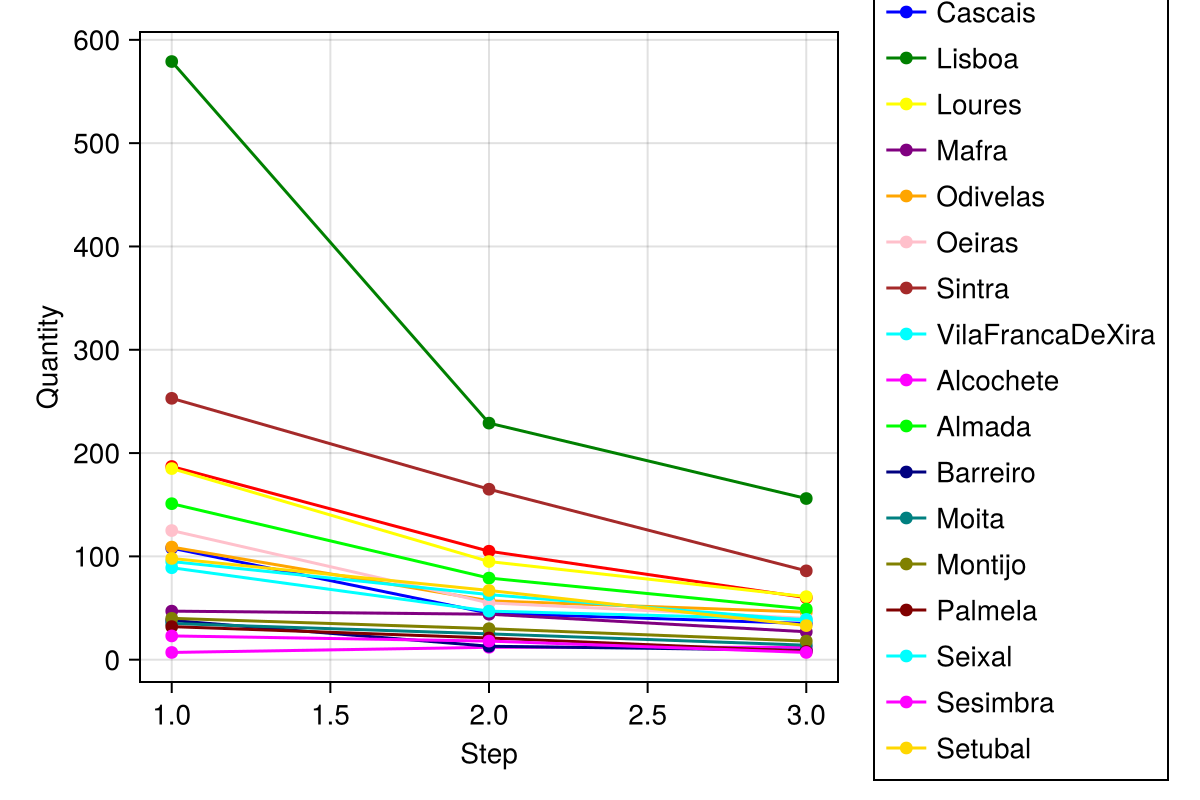 600
500
400
300
200
100
0
Quantity
1.0 1.5 2.0 2.5 3.0
Step
Cascais
Lisboa
Loures
Mafra
Odivelas
Oeiras
Sintra
VilaFrancaDeXira
Alcochete
Almada
Barreiro
Moita
Montijo
Palmela
Seixal
Sesimbra
Setubal